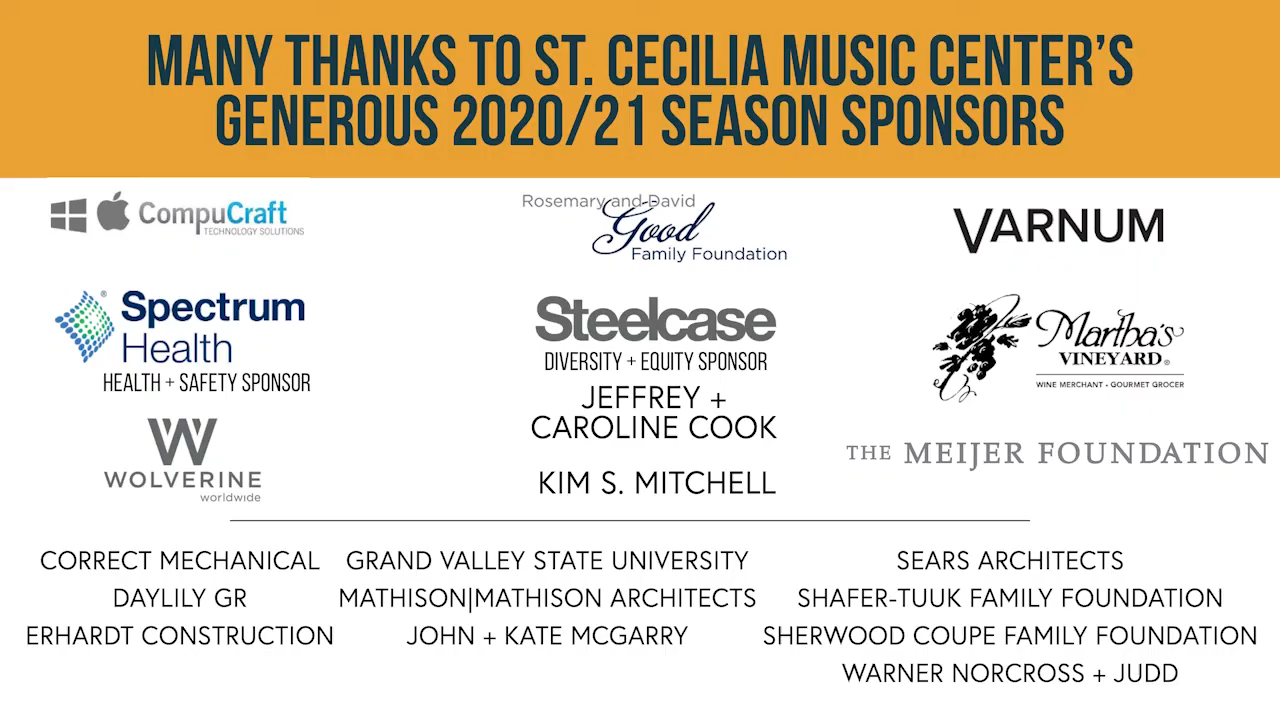 MANY THANKS TO ST. CECILIA MUSIC CENTER'S
GENEROUS 2020/21 SEASON SPONSORS
CompuCraft
TECHNOLOGY SOLUTIONS
Rosemary and David
Good
Family Foundation
VARNUM
Spectrum
Health
HEALTH + SAFETY SPONSOR
Steelcase
DIVERSITY + EQUITY SPONSOR
Martha's
VINEYARD®
WINE MERCHANT - GOURMET GROCER
JEFFREY +
CAROLINE COOK
W
WOLVERINE
worldwide
KIM S. MITCHELL
THE MEIJER FOUNDATION
CORRECT MECHANICAL
DAYLILY GR
ERHARDT CONSTRUCTION
GRAND VALLEY STATE UNIVERSITY
MATHISON|MATHISON ARCHITECTS
JOHN + KATE MCGARRY
SEARS ARCHITECTS
SHAFER-TUUK FAMILY FOUNDATION
SHERWOOD COUPE FAMILY FOUNDATION
WARNER NORCROSS + JUDD